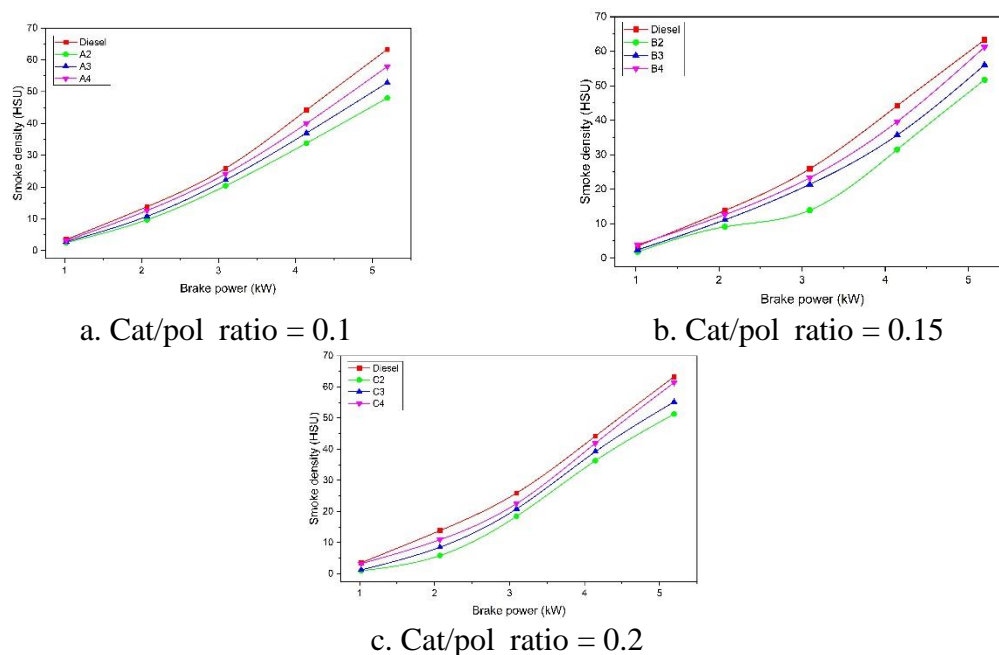 70
60
50
40
30
20
10
0
Smoke density (HSU)
Diesel
A2
A3
A4
1 2 3 4 5
Brake power (kW)
a. Cat/pol ratio = 0.1
70
60
50
40
30
20
10
0
Smoke density (HSU)
Diesel
B2
B3
B4
1 2 3 4 5
Brake power (kW)
b. Cat/pol ratio = 0.15
70
60
50
40
30
20
10
0
Smoke density (HSU)
Diesel
C2
C3
C4
1 2 3 4 5
Brake power (kW)
c. Cat/pol ratio = 0.2